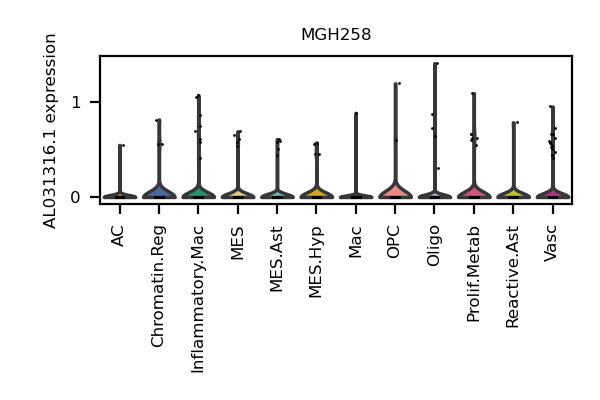 MGH258
AL031316.1 expression
1
0
AC
Chromatin.Reg
Inflammatory.Mac
MES
MES.Ast
MES.Hyp
Mac
OPC
Oligo
Prolif.Metab
Reactive.Ast
Vasc